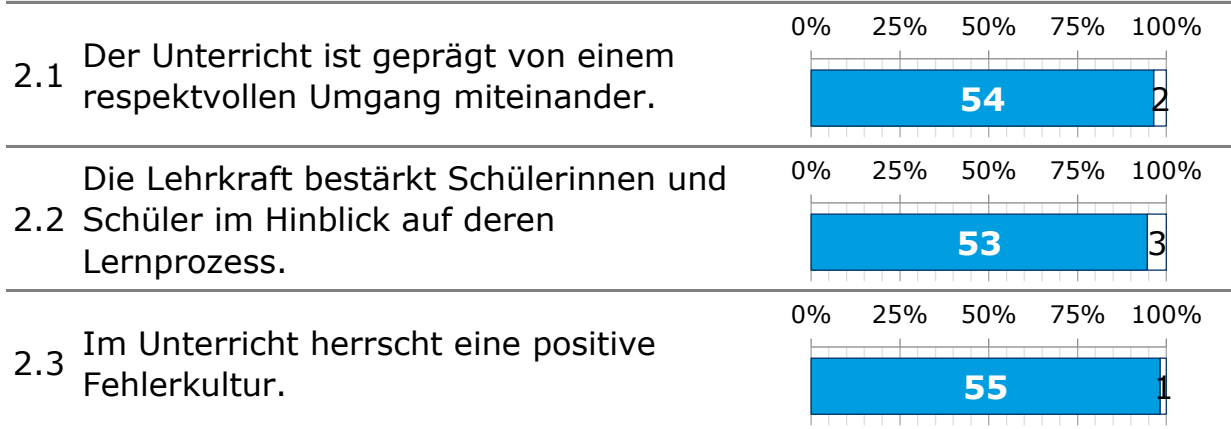 0% 25% 50% 75% 100%
2.1 Der Unterricht ist geprägt von einem
respektvollen Umgang miteinander.
54 2
0% 25% 50% 75% 100%
Die Lehrkraft bestärkt Schülerinnen und
2.2 Schüler im Hinblick auf deren
Lernprozess.
53 3
0% 25% 50% 75% 100%
2.3 Im Unterricht herrscht eine positive
Fehlerkultur.
55 1